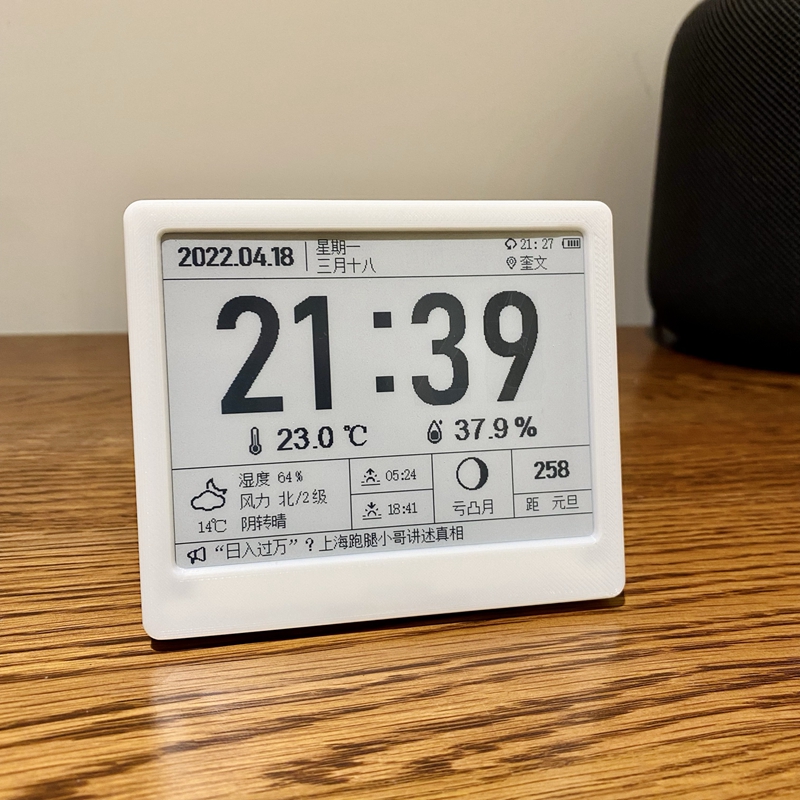 2022.04.18
星期一
三月十八
21:27
奎文
21:39
23.0 ℃
37.9 %
湿度 64%
风力 北/2级
14℃ 阴转晴
05:24
18:41
亏凸月
258
距 元旦
“日入过万”？上海跑腿小哥讲述真相